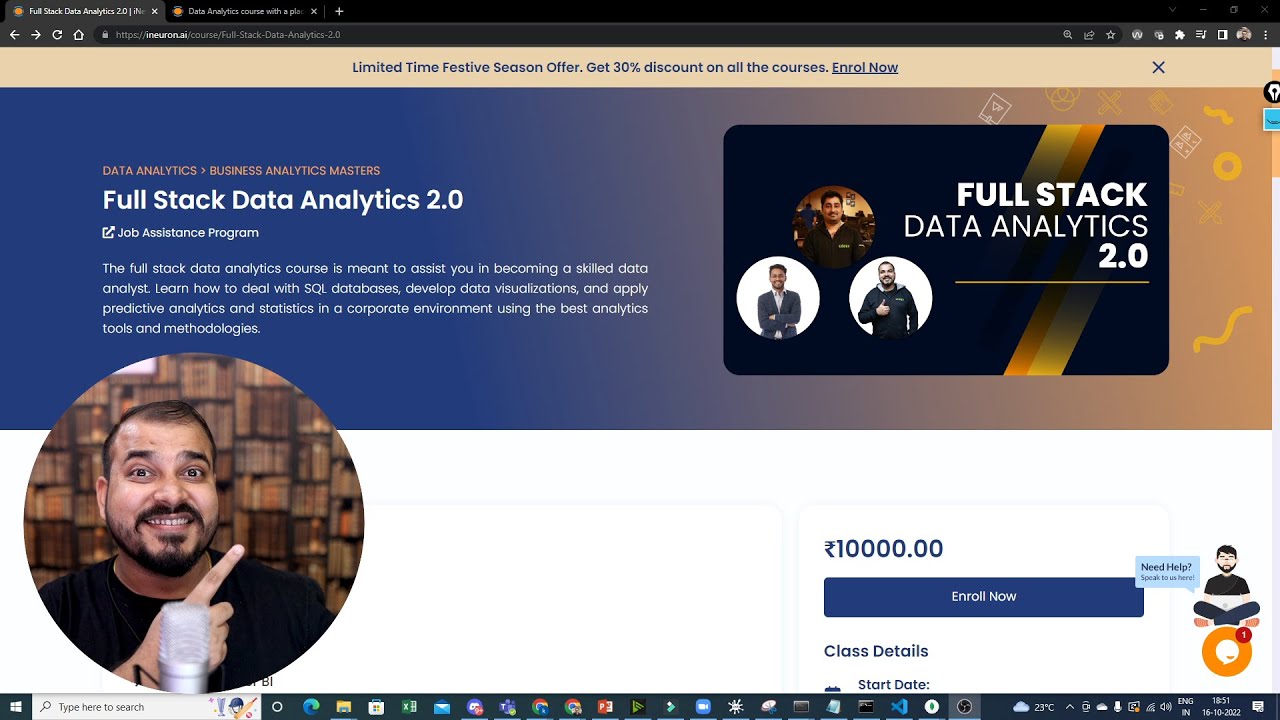 Full Stack Data Analytics 2.0 | iNe
Data Analytics course with a pla
https://ineuron.ai/course/Full-Stack-Data-Analytics-2.0
Limited Time Festive Season Offer. Get 30% discount on all the courses. Enrol Now
DATA ANALYTICS > BUSINESS ANALYTICS MASTERS
Full Stack Data Analytics 2.0
Job Assistance Program
The full stack data analytics course is meant to assist you in becoming a skilled data
analyst. Learn how to deal with SQL databases, develop data visualizations, and apply
predictive analytics and statistics in a corporate environment using the best analytics
tools and methodologies.
FULL STACK
DATA ANALYTICS
2.0
₹10000.00
Enroll Now
Class Details
Start Date:
Need Help?
Speak to us here!
1
BI
Type here to search
23°C
ENG
IN
18:51
16-10-2022